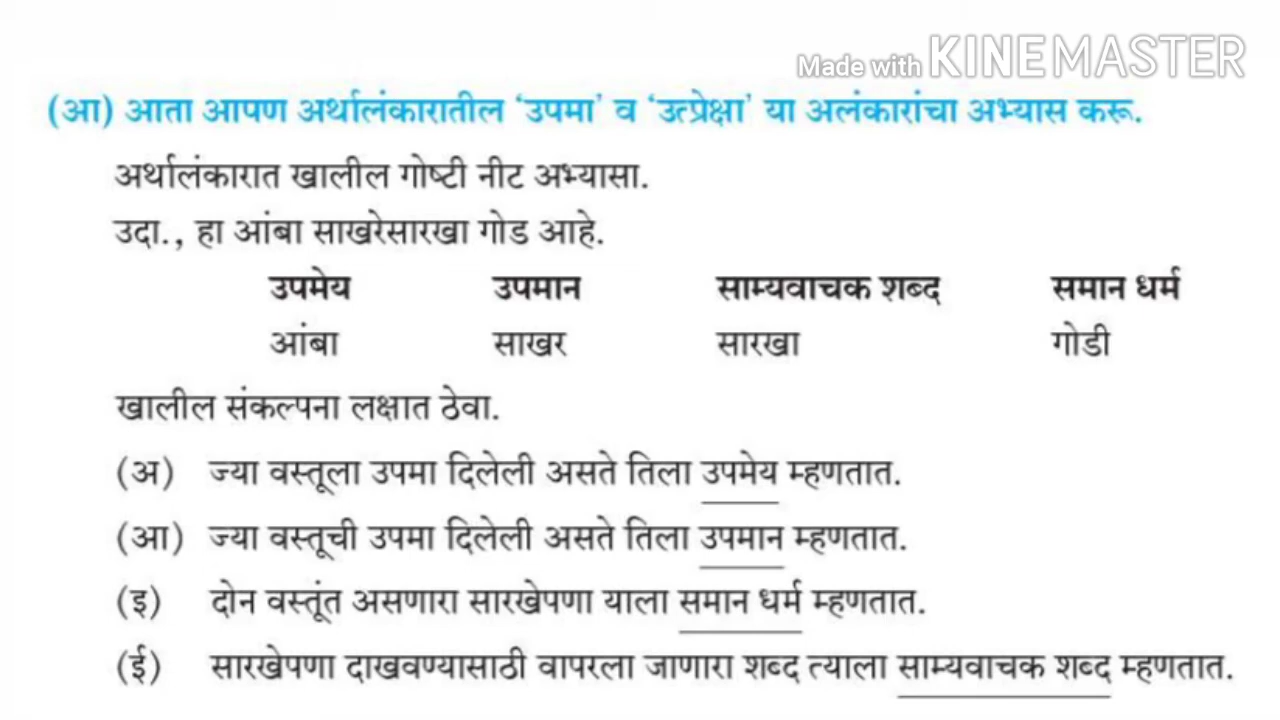 Made with KINEMASTER
(आ) आता आपण अर्थालंकारातील ‘उपमा’ व ‘उत्प्रेक्षा’ या अलंकारांचा अभ्यास करू.
अर्थालंकारात खालील गोष्टी नीट अभ्यासा.
उदा., हा आंबा साखरेसारखा गोड आहे.
उपमेय उपमान साम्यवाचक शब्द समान धर्म
आंबा साखर सारखा गोडी
खालील संकल्पना लक्षात ठेवा.
(अ) ज्या वस्तूला उपमा दिलेली असते तिला उपमेय म्हणतात.
(आ) ज्या वस्तूची उपमा दिलेली असते तिला उपमान म्हणतात.
(इ) दोन वस्तूंत असणारा सारखेपणा याला समान धर्म म्हणतात.
(ई) सारखेपणा दाखवण्यासाठी वापरला जाणारा शब्द त्याला साम्यवाचक शब्द म्हणतात.